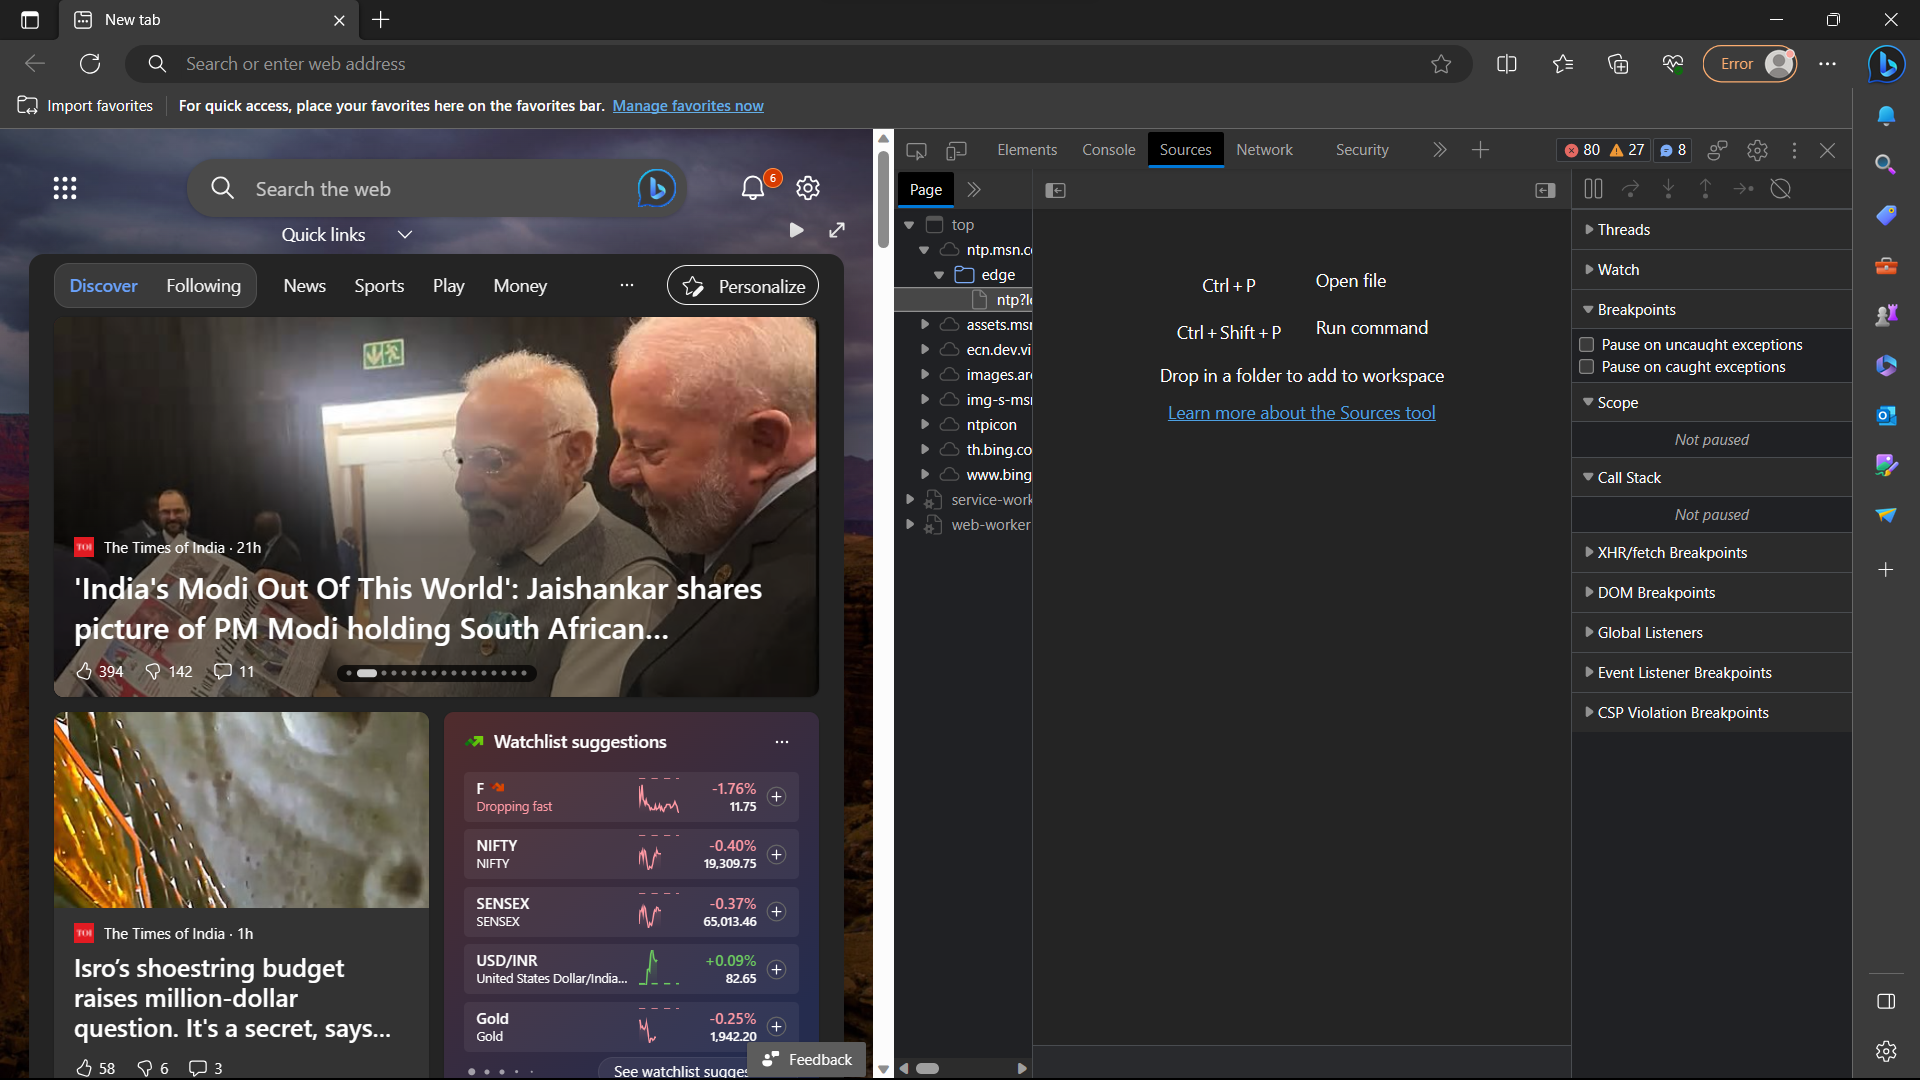 New tab
Search or enter web address
Error
Import favorites
For quick access, place your favorites here on the favorites bar. Manage favorites now
Search the web
6
Quick links
Discover
Following
News
Sports
Play
Money
Personalize
TOI
The Times of India · 21h
'India's Modi Out Of This World': Jaishankar shares
picture of PM Modi holding South African...
394
142
11
TOI
The Times of India · 1h
Isro's shoestring budget
raises million-dollar
question. It's a secret, says...
58
6
3
Watchlist suggestions
F
-1.76%
Dropping fast
11.75
NIFTY
-0.40%
NIFTY
19,309.75
SENSEX
-0.37%
SENSEX
65,013.46
USD/INR
+0.09%
United States Dollar/India...
82.65
Gold
-0.25%
Gold
1,942.20
See watchlist sugges
Feedback
Elements
Console
Sources
Network
Security
80
27
8
Page
top
ntp.msn.c
edge
ntp?l
assets.ms
ecn.dev.vi
images.ar
img-s-ms
ntpicon
th.bing.co
www.bing
service-work
web-worker
Ctrl + P
Open file
Ctrl + Shift + P
Run command
Drop in a folder to add to workspace
Learn more about the Sources tool
Threads
Watch
Breakpoints
Pause on uncaught exceptions
Pause on caught exceptions
Scope
Not paused
Call Stack
Not paused
XHR/fetch Breakpoints
DOM Breakpoints
Global Listeners
Event Listener Breakpoints
CSP Violation Breakpoints